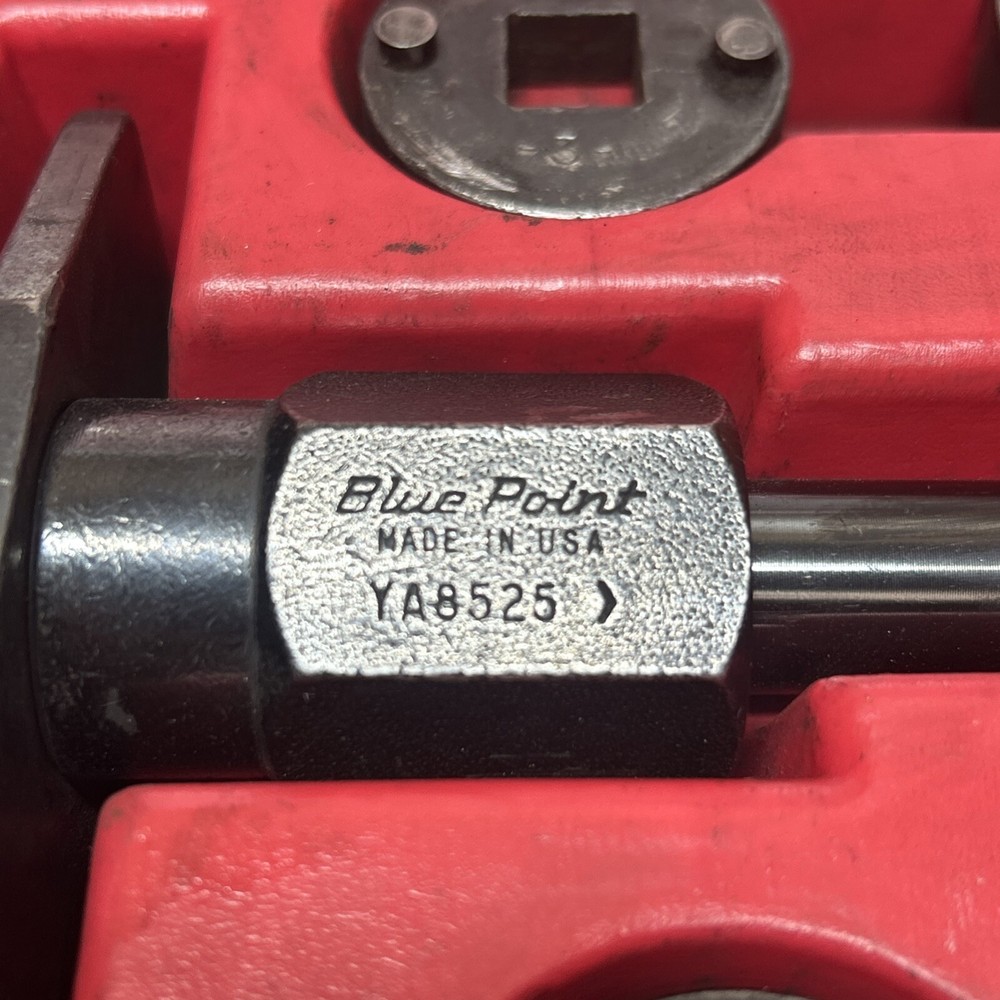 Blue Point
MADE IN USA
YA8525 ❯